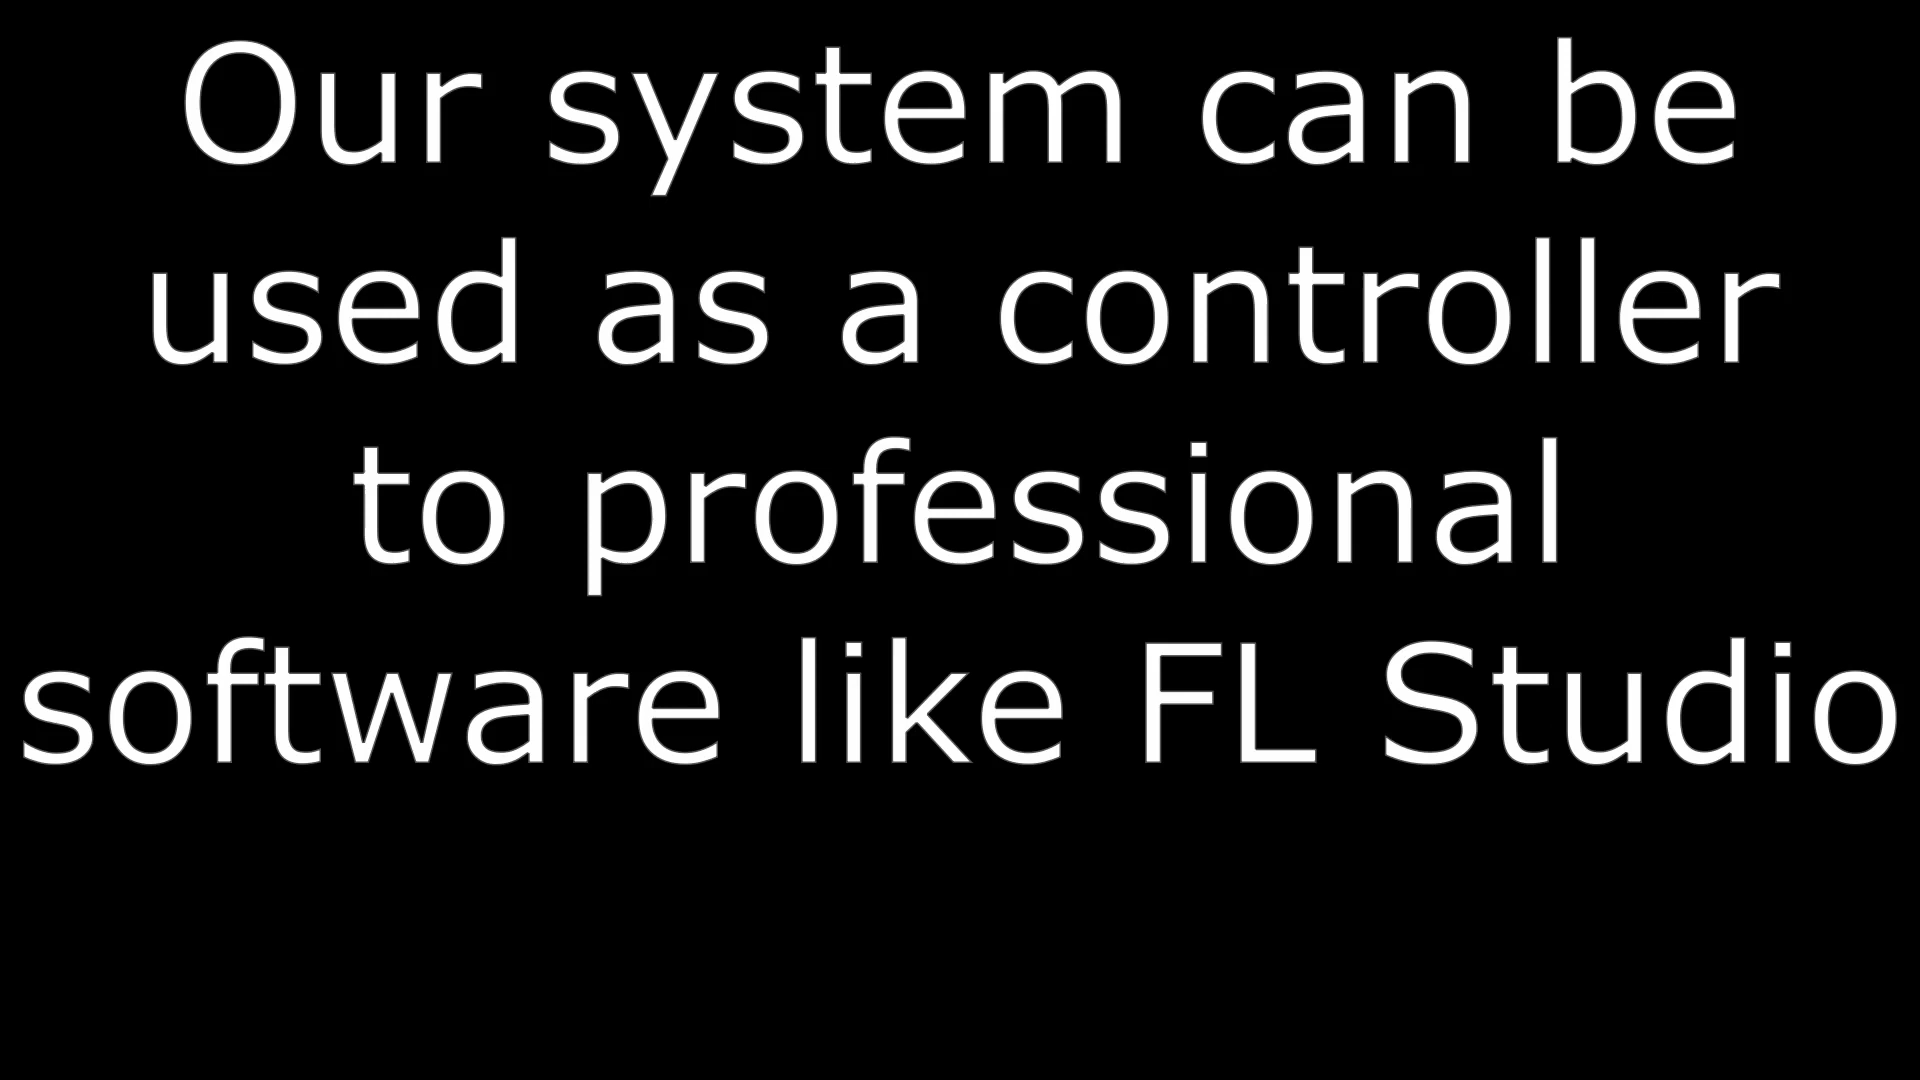 Our system can be
used as a controller
to professional
software like FL Studio